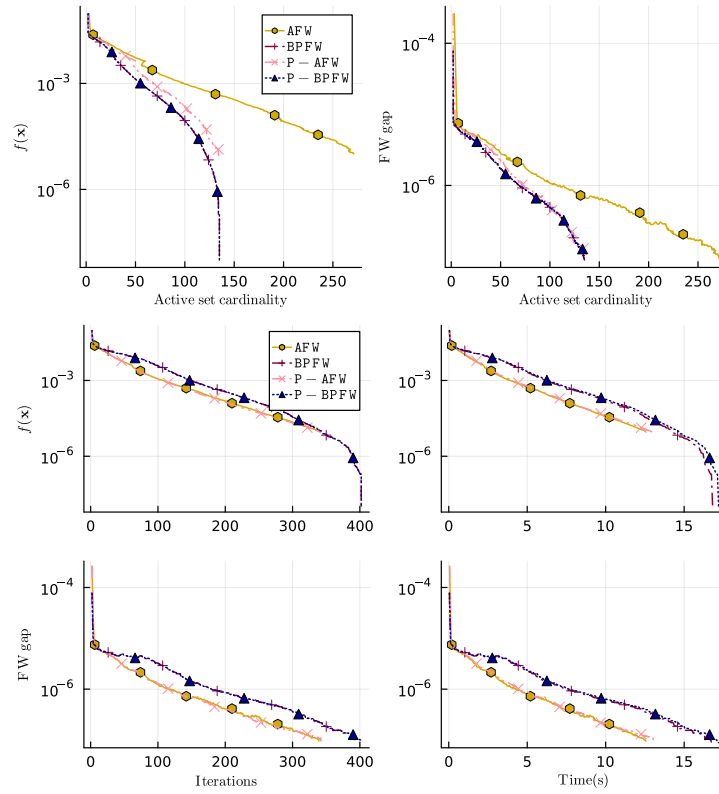 AFW
BPFW
P – AFW
P – BPFW
f(x)
10⁻³
10⁻⁶
0 50 100 150 200 250
Active set cardinality
FW gap
10⁻⁴
10⁻⁶
0 50 100 150 200 250
Active set cardinality
AFW
BPFW
P – AFW
P – BPFW
f(x)
10⁻³
10⁻⁶
0 100 200 300 400
10⁻³
10⁻⁶
0 5 10 15
FW gap
10⁻⁴
10⁻⁶
0 100 200 300 400
Iterations
10⁻⁴
10⁻⁶
0 5 10 15
Time(s)